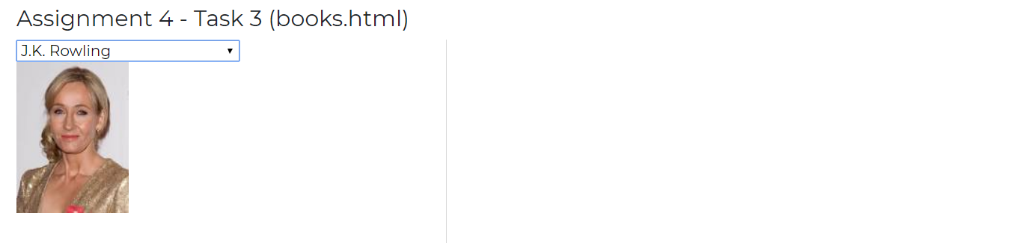 Assignment 4 - Task 3 (books.html)
J.K. Rowling